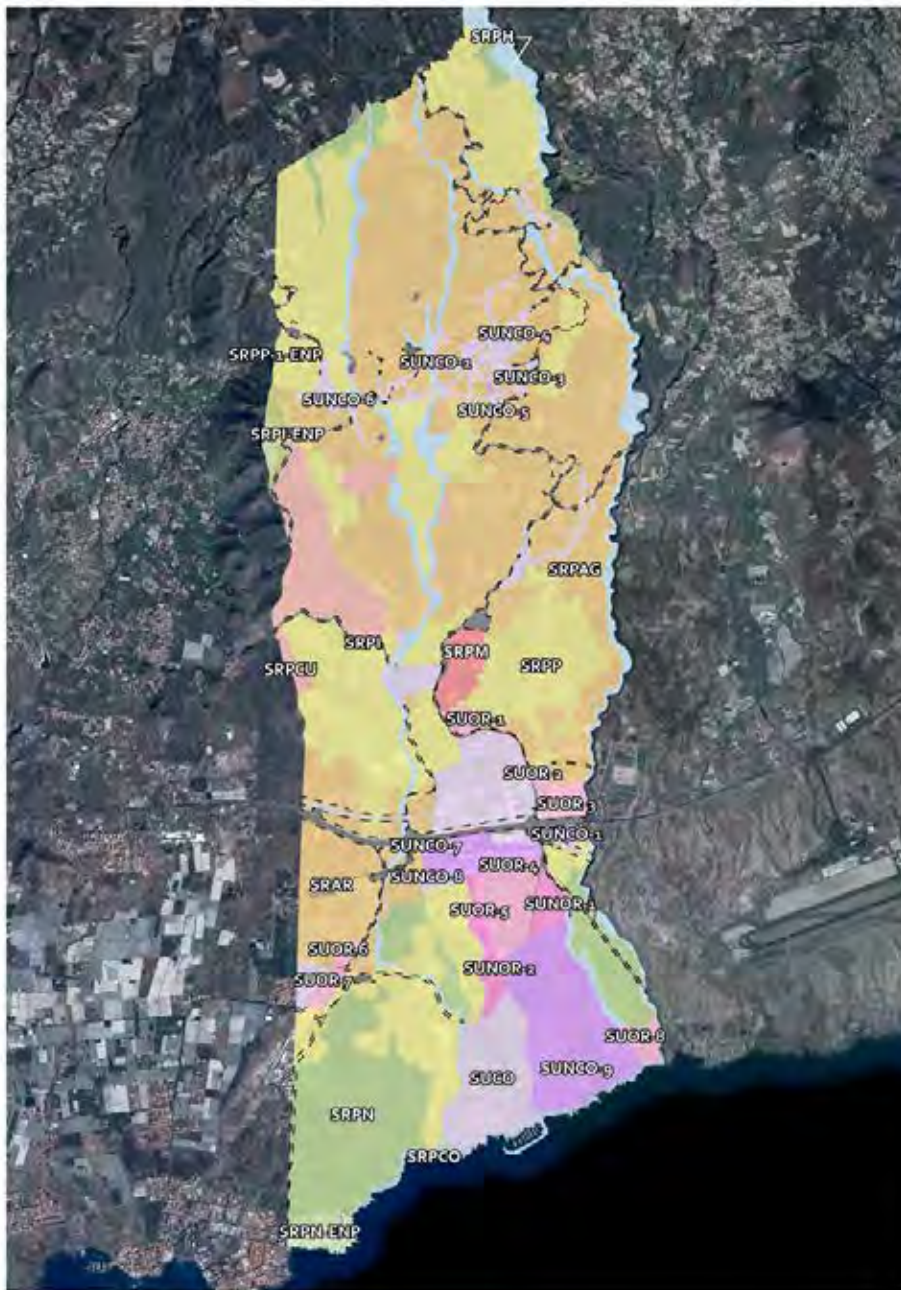 SRPH
SUNCO-4
SRPP-1-ENP
SUNCO-2
SUNCO-3
SUNCO-6
SUNCO-5
SRPI-ENP
SRPAG
SRPI
SRPM
SRPCU
SRPP
SUOR-1
SUOR-2
SUOR-3
SUNCO-1
SUNCO-7
SUOR-4
SRAR
SUNCO-8
SUNOR-1
SUOR-5
SUOR-6
SUNOR-2
SUOR-7
SUOR-8
SUNCO-9
SUCO
SRPN
SRPCO
SRPN-ENP